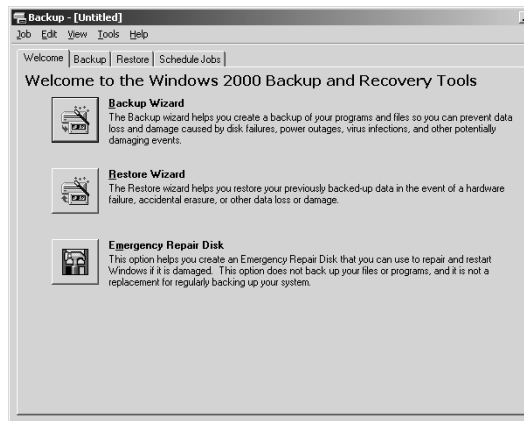 Backup - [Untitled]
Job Edit View Tools Help
Welcome Backup Restore Schedule Jobs
Welcome to the Windows 2000 Backup and Recovery Tools
Backup Wizard
The Backup wizard helps you create a backup of your programs and files so you can prevent data
loss and damage caused by disk failures, power outages, virus infections, and other potentially
damaging events.
Restore Wizard
The Restore wizard helps you restore your previously backed-up data in the event of a hardware
failure, accidental erasure, or other data loss or damage.
Emergency Repair Disk
This option helps you create an Emergency Repair Disk that you can use to repair and restart
Windows if it is damaged. This option does not back up your files or programs, and it is not a
replacement for regularly backing up your system.